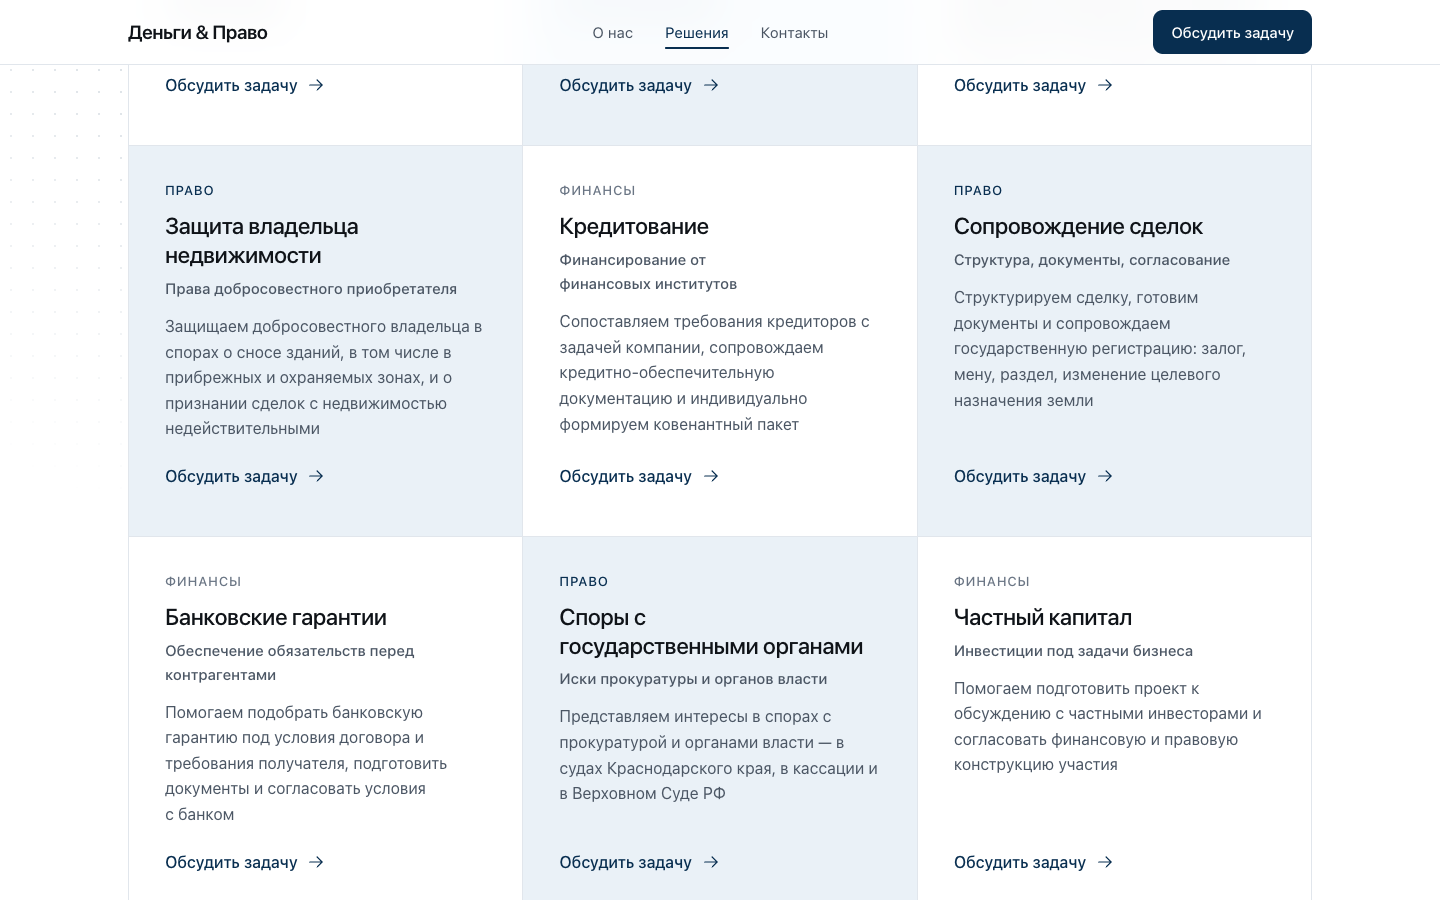 Деньги & Право
О нас
Решения
Контакты
Обсудить задачу
Обсудить задачу
Обсудить задачу
Обсудить задачу
ПРАВО
Защита владельца
недвижимости
Права добросовестного приобретателя
Защищаем добросовестного владельца в
спорах о сносе зданий, в том числе в
прибрежных и охраняемых зонах, и о
признании сделок с недвижимостью
недействительными
Обсудить задачу
ФИНАНСЫ
Кредитование
Финансирование от
финансовых институтов
Сопоставляем требования кредиторов с
задачей компании, сопровождаем
кредитно-обеспечительную
документацию и индивидуально
формируем ковенантный пакет
Обсудить задачу
ПРАВО
Сопровождение сделок
Структура, документы, согласование
Структурируем сделку, готовим
документы и сопровождаем
государственную регистрацию: залог,
мену, раздел, изменение целевого
назначения земли
Обсудить задачу
ФИНАНСЫ
Банковские гарантии
Обеспечение обязательств перед
контрагентами
Помогаем подобрать банковскую
гарантию под условия договора и
требования получателя, подготовить
документы и согласовать условия
с банком
Обсудить задачу
ПРАВО
Споры с
государственными органами
Иски прокуратуры и органов власти
Представляем интересы в спорах с
прокуратурой и органами власти — в
судах Краснодарского края, в кассации и
в Верховном Суде РФ
Обсудить задачу
ФИНАНСЫ
Частный капитал
Инвестиции под задачи бизнеса
Помогаем подготовить проект к
обсуждению с частными инвесторами и
согласовать финансовую и правовую
конструкцию участия
Обсудить задачу